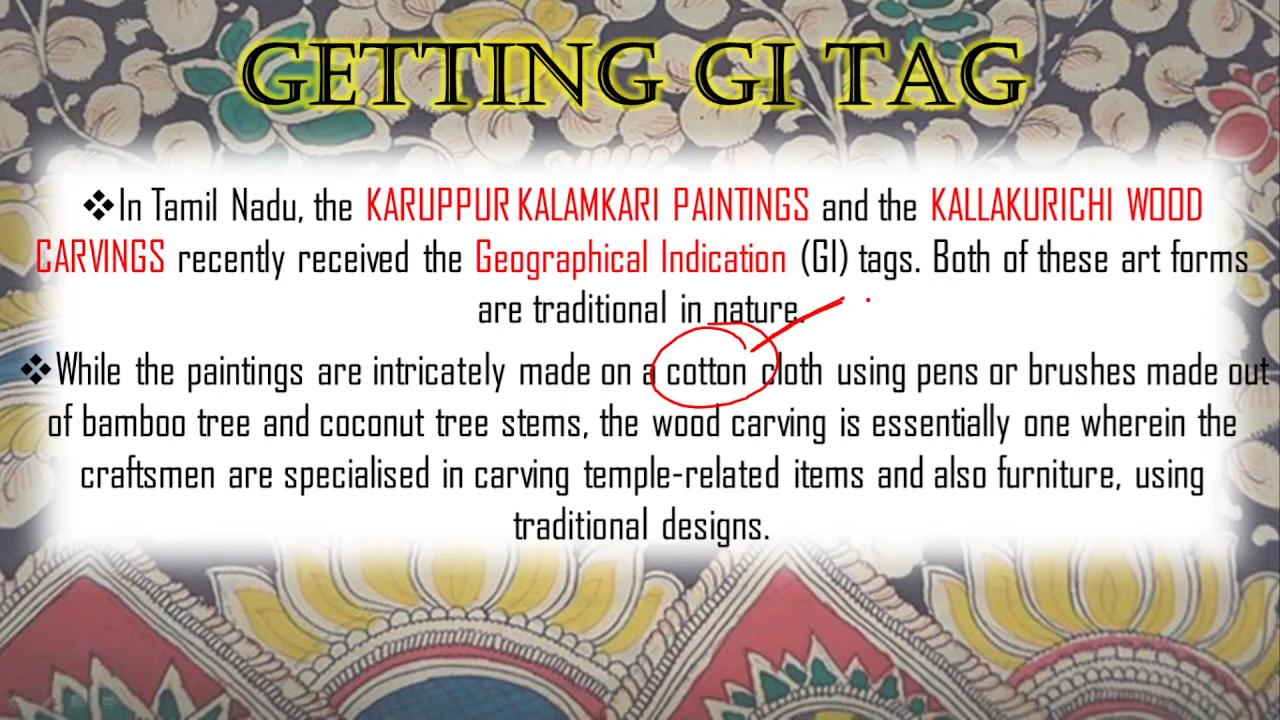 GETTING GI TAG
❖In Tamil Nadu, the KARUPPUR KALAMKARI PAINTINGS and the KALLAKURICHI WOOD
CARVINGS recently received the Geographical Indication (GI) tags. Both of these art forms
are traditional in nature.
❖While the paintings are intricately made on a cotton cloth using pens or brushes made out
of bamboo tree and coconut tree stems, the wood carving is essentially one wherein the
craftsmen are specialised in carving temple-related items and also furniture, using
traditional designs.